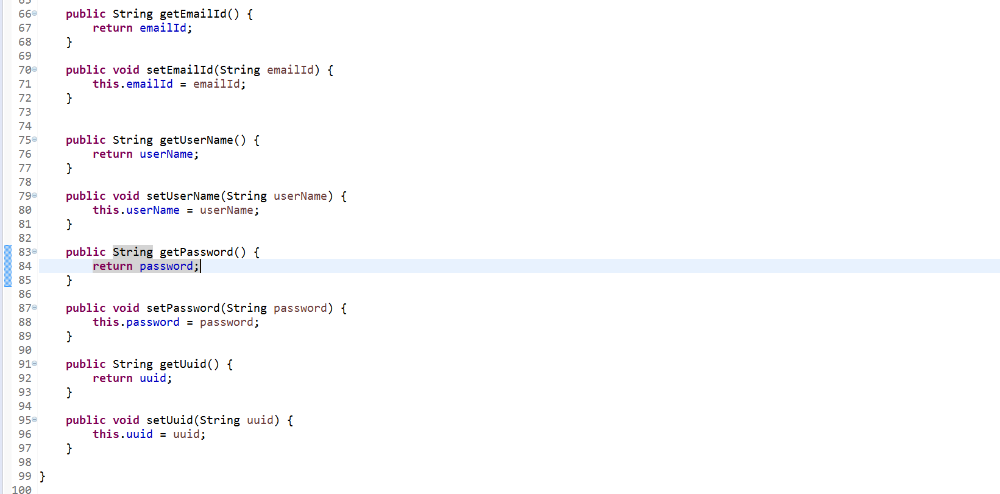 65
66 public String getEmailId() {
67 return emailId;
68 }
69
70 public void setEmailId(String emailId) {
71 this.emailId = emailId;
72 }
73
74
75 public String getUserName() {
76 return userName;
77 }
78
79 public void setUserName(String userName) {
80 this.userName = userName;
81 }
82
83 public String getPassword() {
84 return password;
85 }
86
87 public void setPassword(String password) {
88 this.password = password;
89 }
90
91 public String getUuid() {
92 return uuid;
93 }
94
95 public void setUuid(String uuid) {
96 this.uuid = uuid;
97 }
98
99 }
100